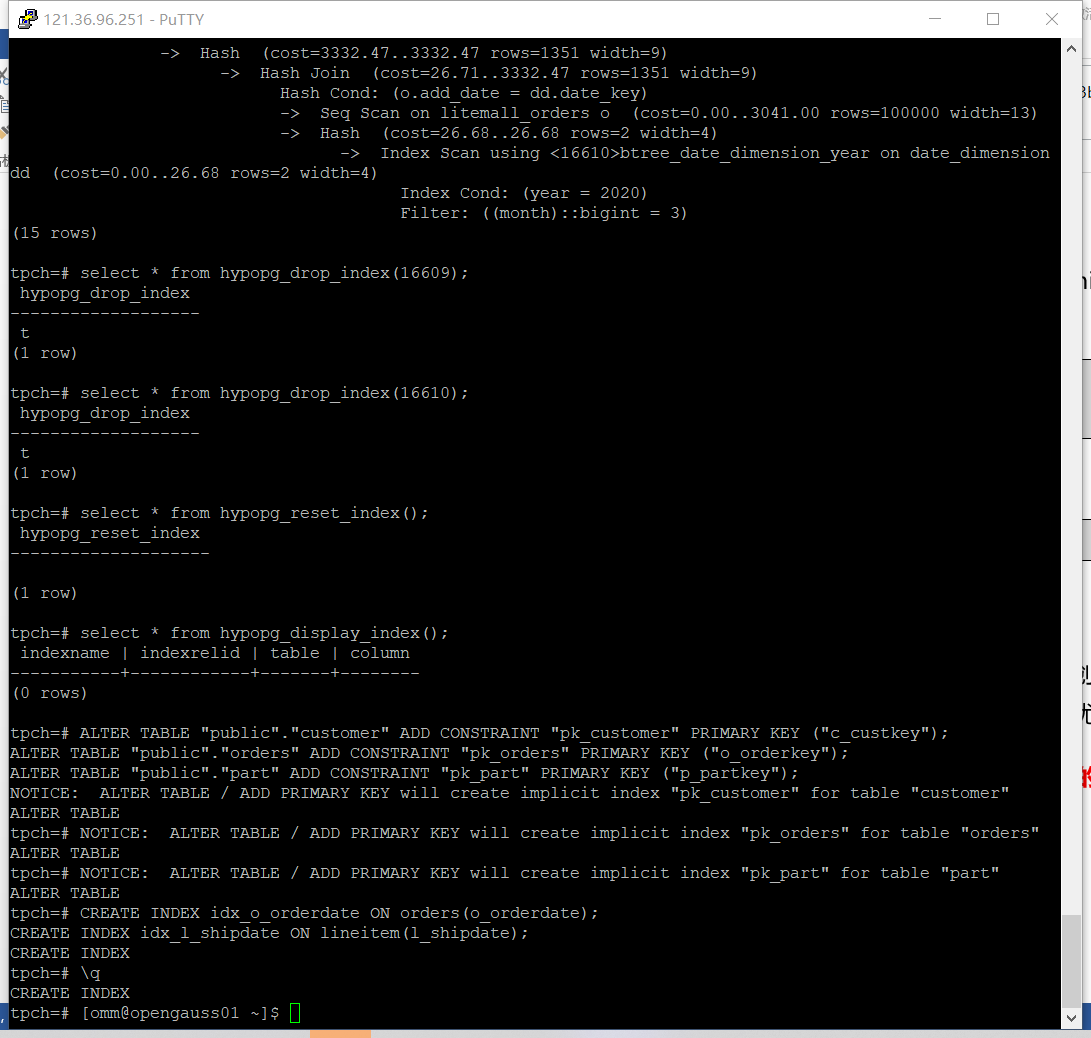 121.36.96.251 - PuTTY
-> Hash (cost=3332.47..3332.47 rows=1351 width=9)
-> Hash Join (cost=26.71..3332.47 rows=1351 width=9)
Hash Cond: (o.add_date = dd.date_key)
-> Seq Scan on litemall_orders o (cost=0.00..3041.00 rows=100000 width=13)
-> Hash (cost=26.68..26.68 rows=2 width=4)
-> Index Scan using <16610>btree_date_dimension_year on date_dimension
dd (cost=0.00..26.68 rows=2 width=4)
Index Cond: (year = 2020)
Filter: ((month)::bigint = 3)
(15 rows)
tpch=# select * from hypopg_drop_index(16609);
hypopg_drop_index
-------------------
t
(1 row)
tpch=# select * from hypopg_drop_index(16610);
hypopg_drop_index
-------------------
t
(1 row)
tpch=# select * from hypopg_reset_index();
hypopg_reset_index
--------------------
(1 row)
tpch=# select * from hypopg_display_index();
indexname | indexrelid | table | column
-----------+------------+-------+--------
(0 rows)
tpch=# ALTER TABLE "public"."customer" ADD CONSTRAINT "pk_customer" PRIMARY KEY ("c_custkey");
ALTER TABLE "public"."orders" ADD CONSTRAINT "pk_orders" PRIMARY KEY ("o_orderkey");
ALTER TABLE "public"."part" ADD CONSTRAINT "pk_part" PRIMARY KEY ("p_partkey");
NOTICE:  ALTER TABLE / ADD PRIMARY KEY will create implicit index "pk_customer" for table "customer"
ALTER TABLE
tpch=# NOTICE:  ALTER TABLE / ADD PRIMARY KEY will create implicit index "pk_orders" for table "orders"
ALTER TABLE
tpch=# NOTICE:  ALTER TABLE / ADD PRIMARY KEY will create implicit index "pk_part" for table "part"
ALTER TABLE
tpch=# CREATE INDEX idx_o_orderdate ON orders(o_orderdate);
CREATE INDEX idx_l_shipdate ON lineitem(l_shipdate);
CREATE INDEX
tpch=# \q
CREATE INDEX
tpch=# [omm@opengauss01 ~]$